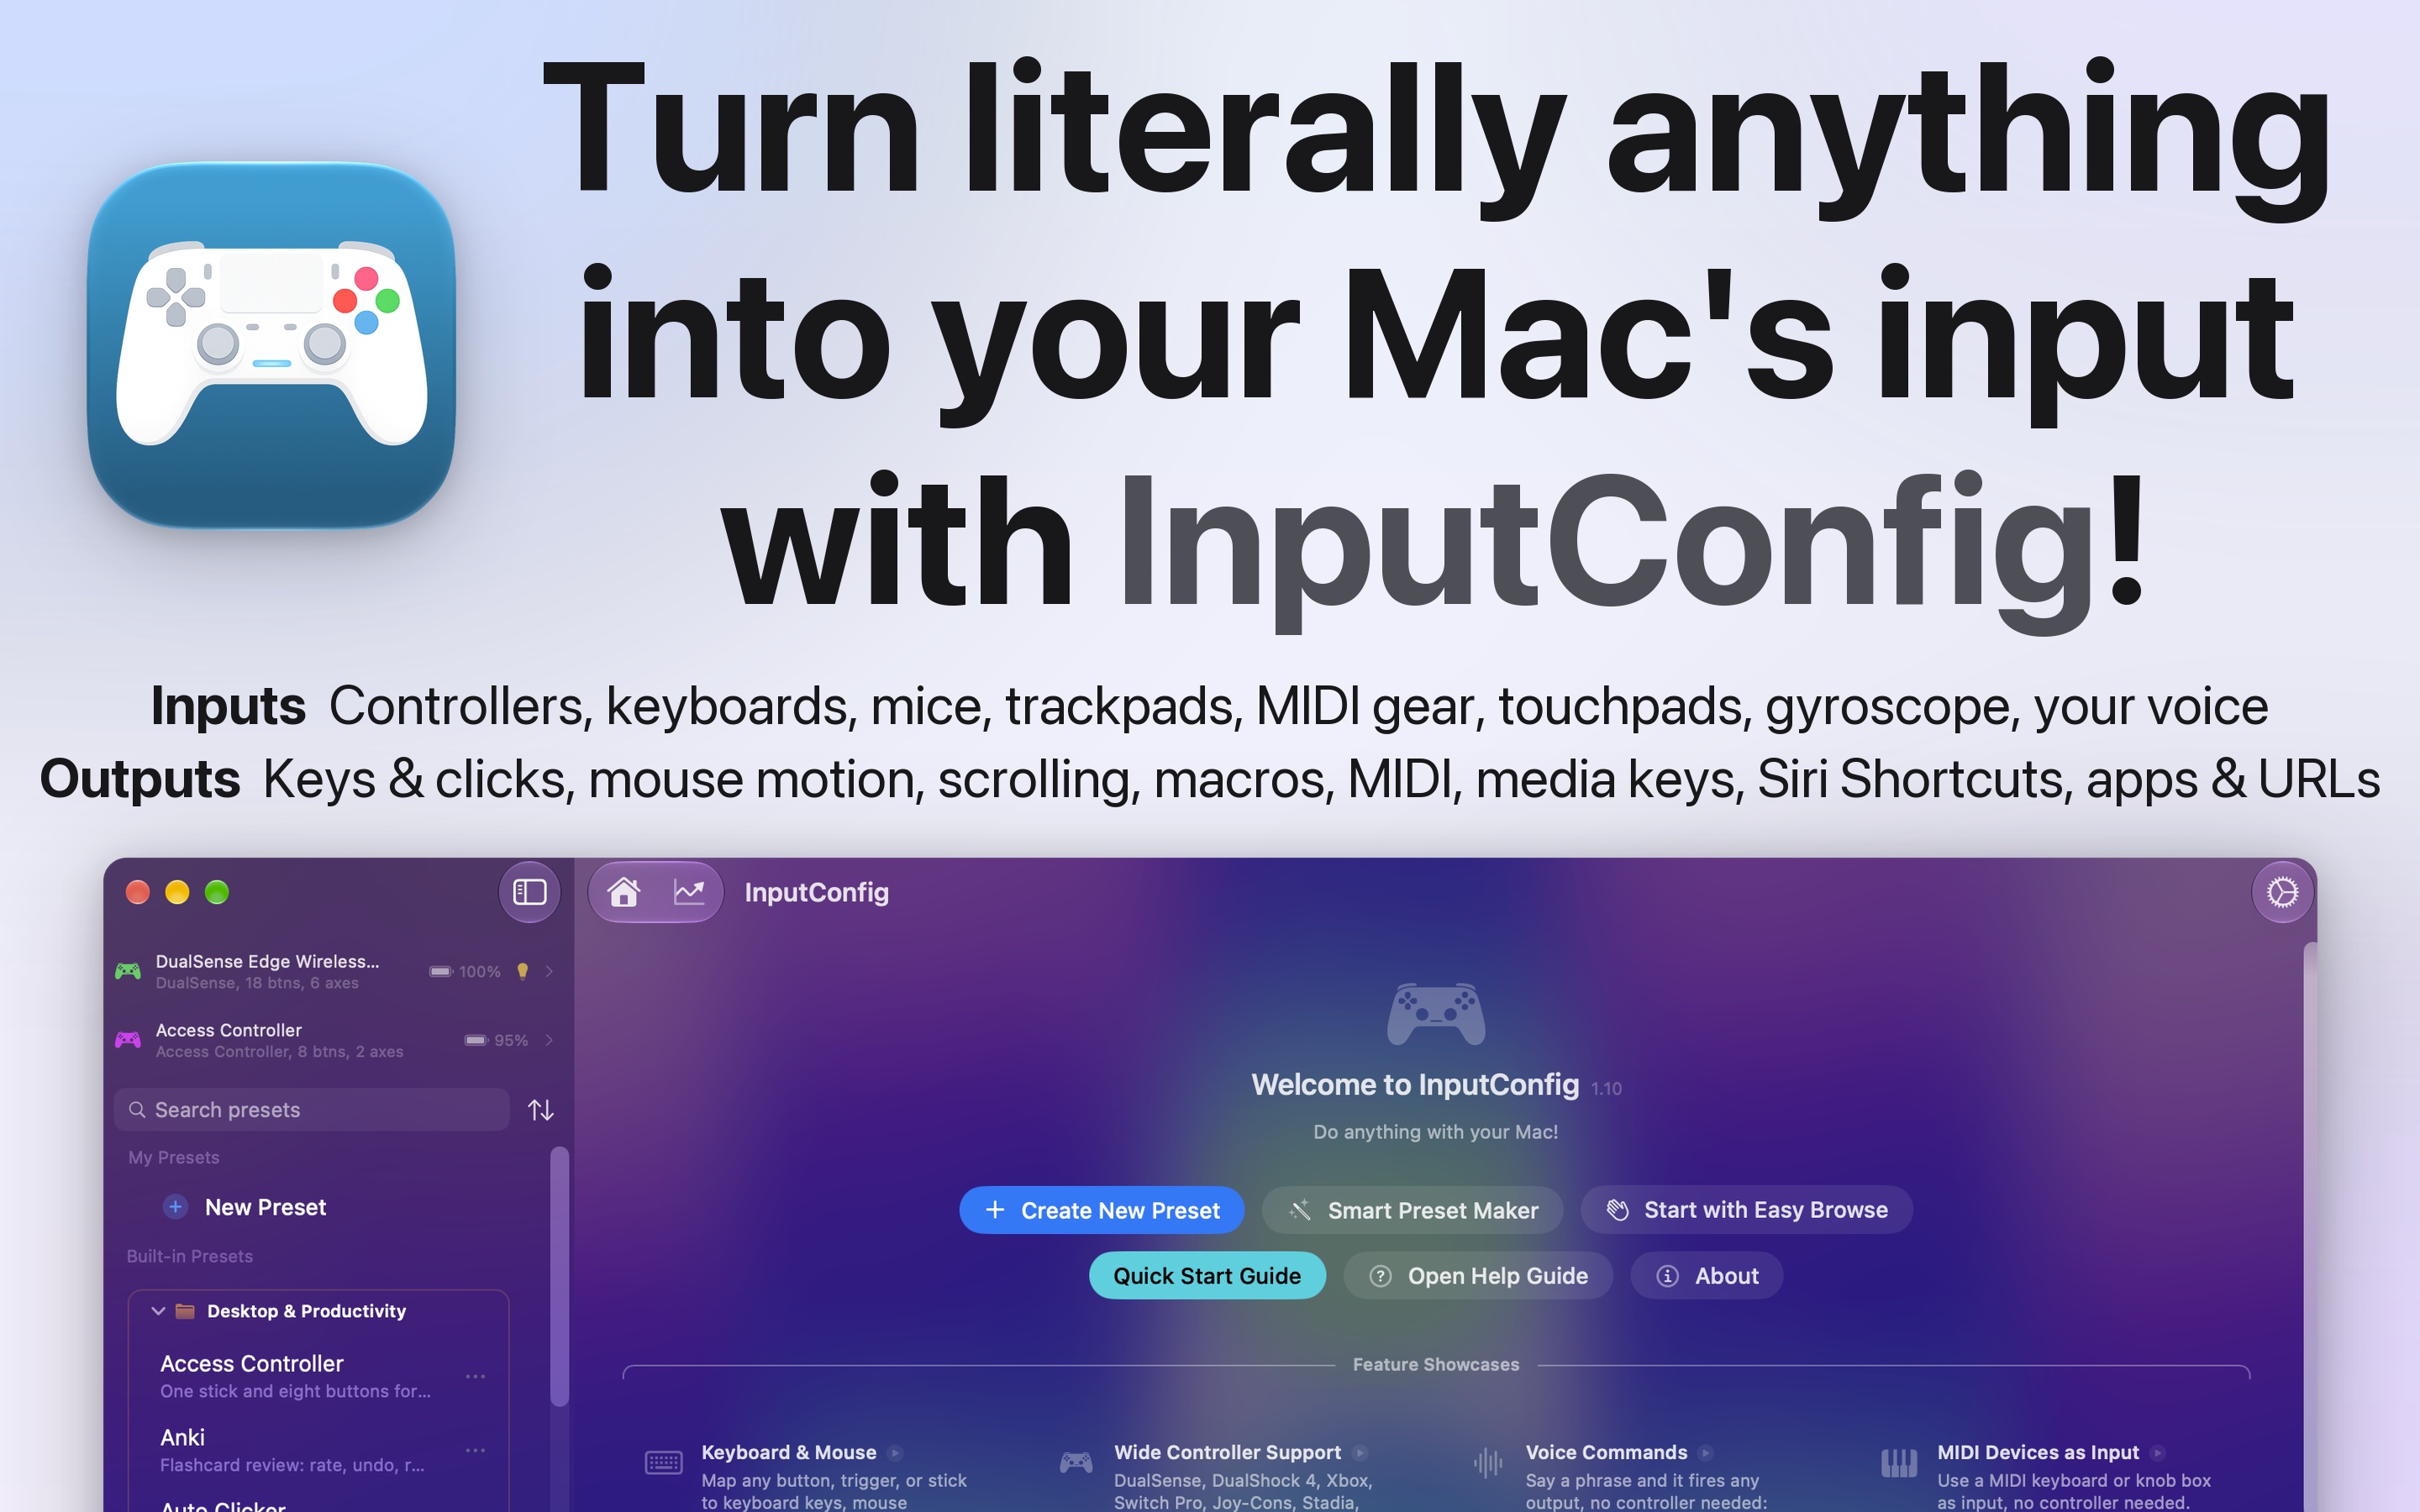 Turn literally anything
into your Mac's input
with InputConfig!
Inputs Controllers, keyboards, mice, trackpads, MIDI gear, touchpads, gyroscope, your voice
Outputs Keys & clicks, mouse motion, scrolling, macros, MIDI, media keys, Siri Shortcuts, apps & URLs
InputConfig
DualSense Edge Wireless...
100%
DualSense, 18 btns, 6 axes
Access Controller
95%
Access Controller, 8 btns, 2 axes
Search presets
My Presets
New Preset
Built-in Presets
Desktop & Productivity
Access Controller
One stick and eight buttons for...
Anki
Flashcard review: rate, undo, r...
Auto Clicker
Welcome to InputConfig 1.10
Do anything with your Mac!
Create New Preset
Smart Preset Maker
Start with Easy Browse
Quick Start Guide
Open Help Guide
About
Feature Showcases
Keyboard & Mouse
Map any button, trigger, or stick
to keyboard keys, mouse
Wide Controller Support
DualSense, DualShock 4, Xbox,
Switch Pro, Joy-Cons, Stadia,
Voice Commands
Say a phrase and it fires any
output, no controller needed:
MIDI Devices as Input
Use a MIDI keyboard or knob box
as input, no controller needed.